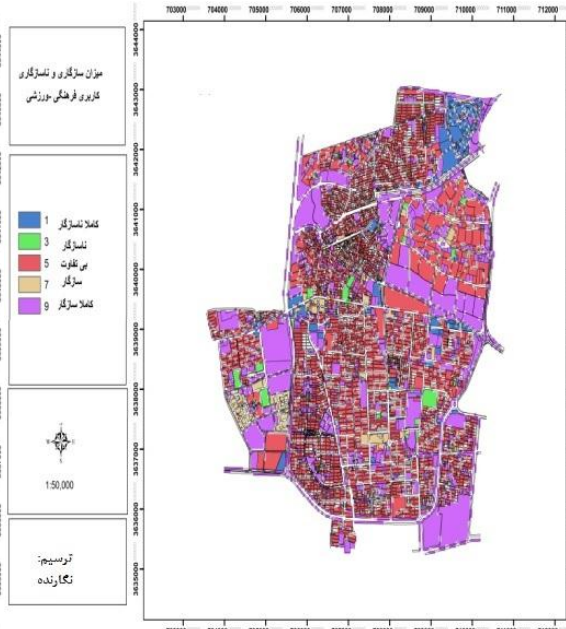 703000 704000 705000 706000 707000 708000 709000 710000 711000 712000
میزان سازگاری و ناسازگاری
کاربری فرهنگی -ورزشی
1 کاملا ناسازگار
3 ناسازگار
5 بی تفاوت
7 سازگار
9 کاملا سازگار
1:50,000
ترسیم:
نگارنده
3644000
3643000
3642000
3641000
3640000
3639000
3638000
3637000
3636000
3635000